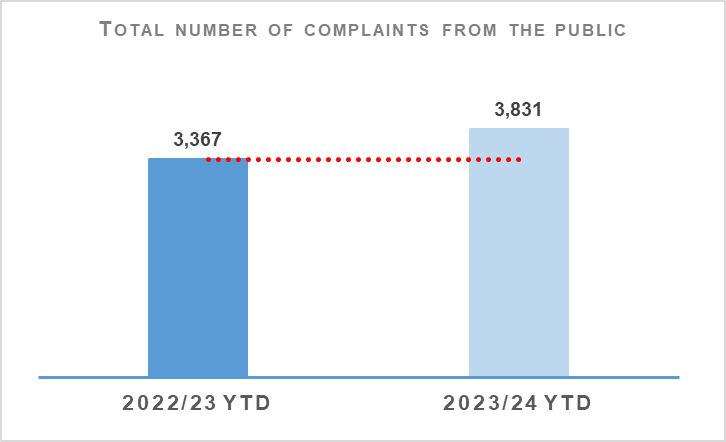 Total number of complaints from the public
3,831
3,367
2022/23 YTD
2023/24 YTD